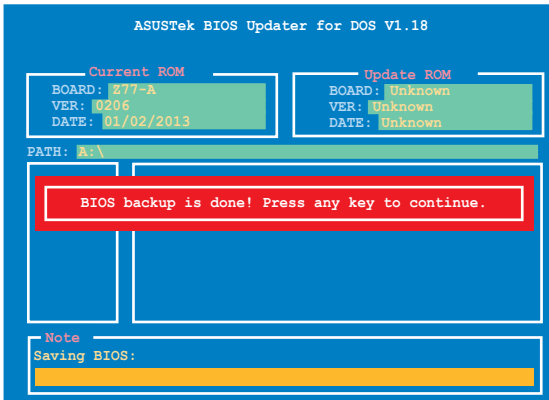 ASUSTek BIOS Updater for DOS V1.18
Current ROM
BOARD: Z77-A
VER: 0206
DATE: 01/02/2013
Update ROM
BOARD: Unknown
VER: Unknown
DATE: Unknown
PATH: A:\
BIOS backup is done! Press any key to continue.
Note
Saving BIOS: